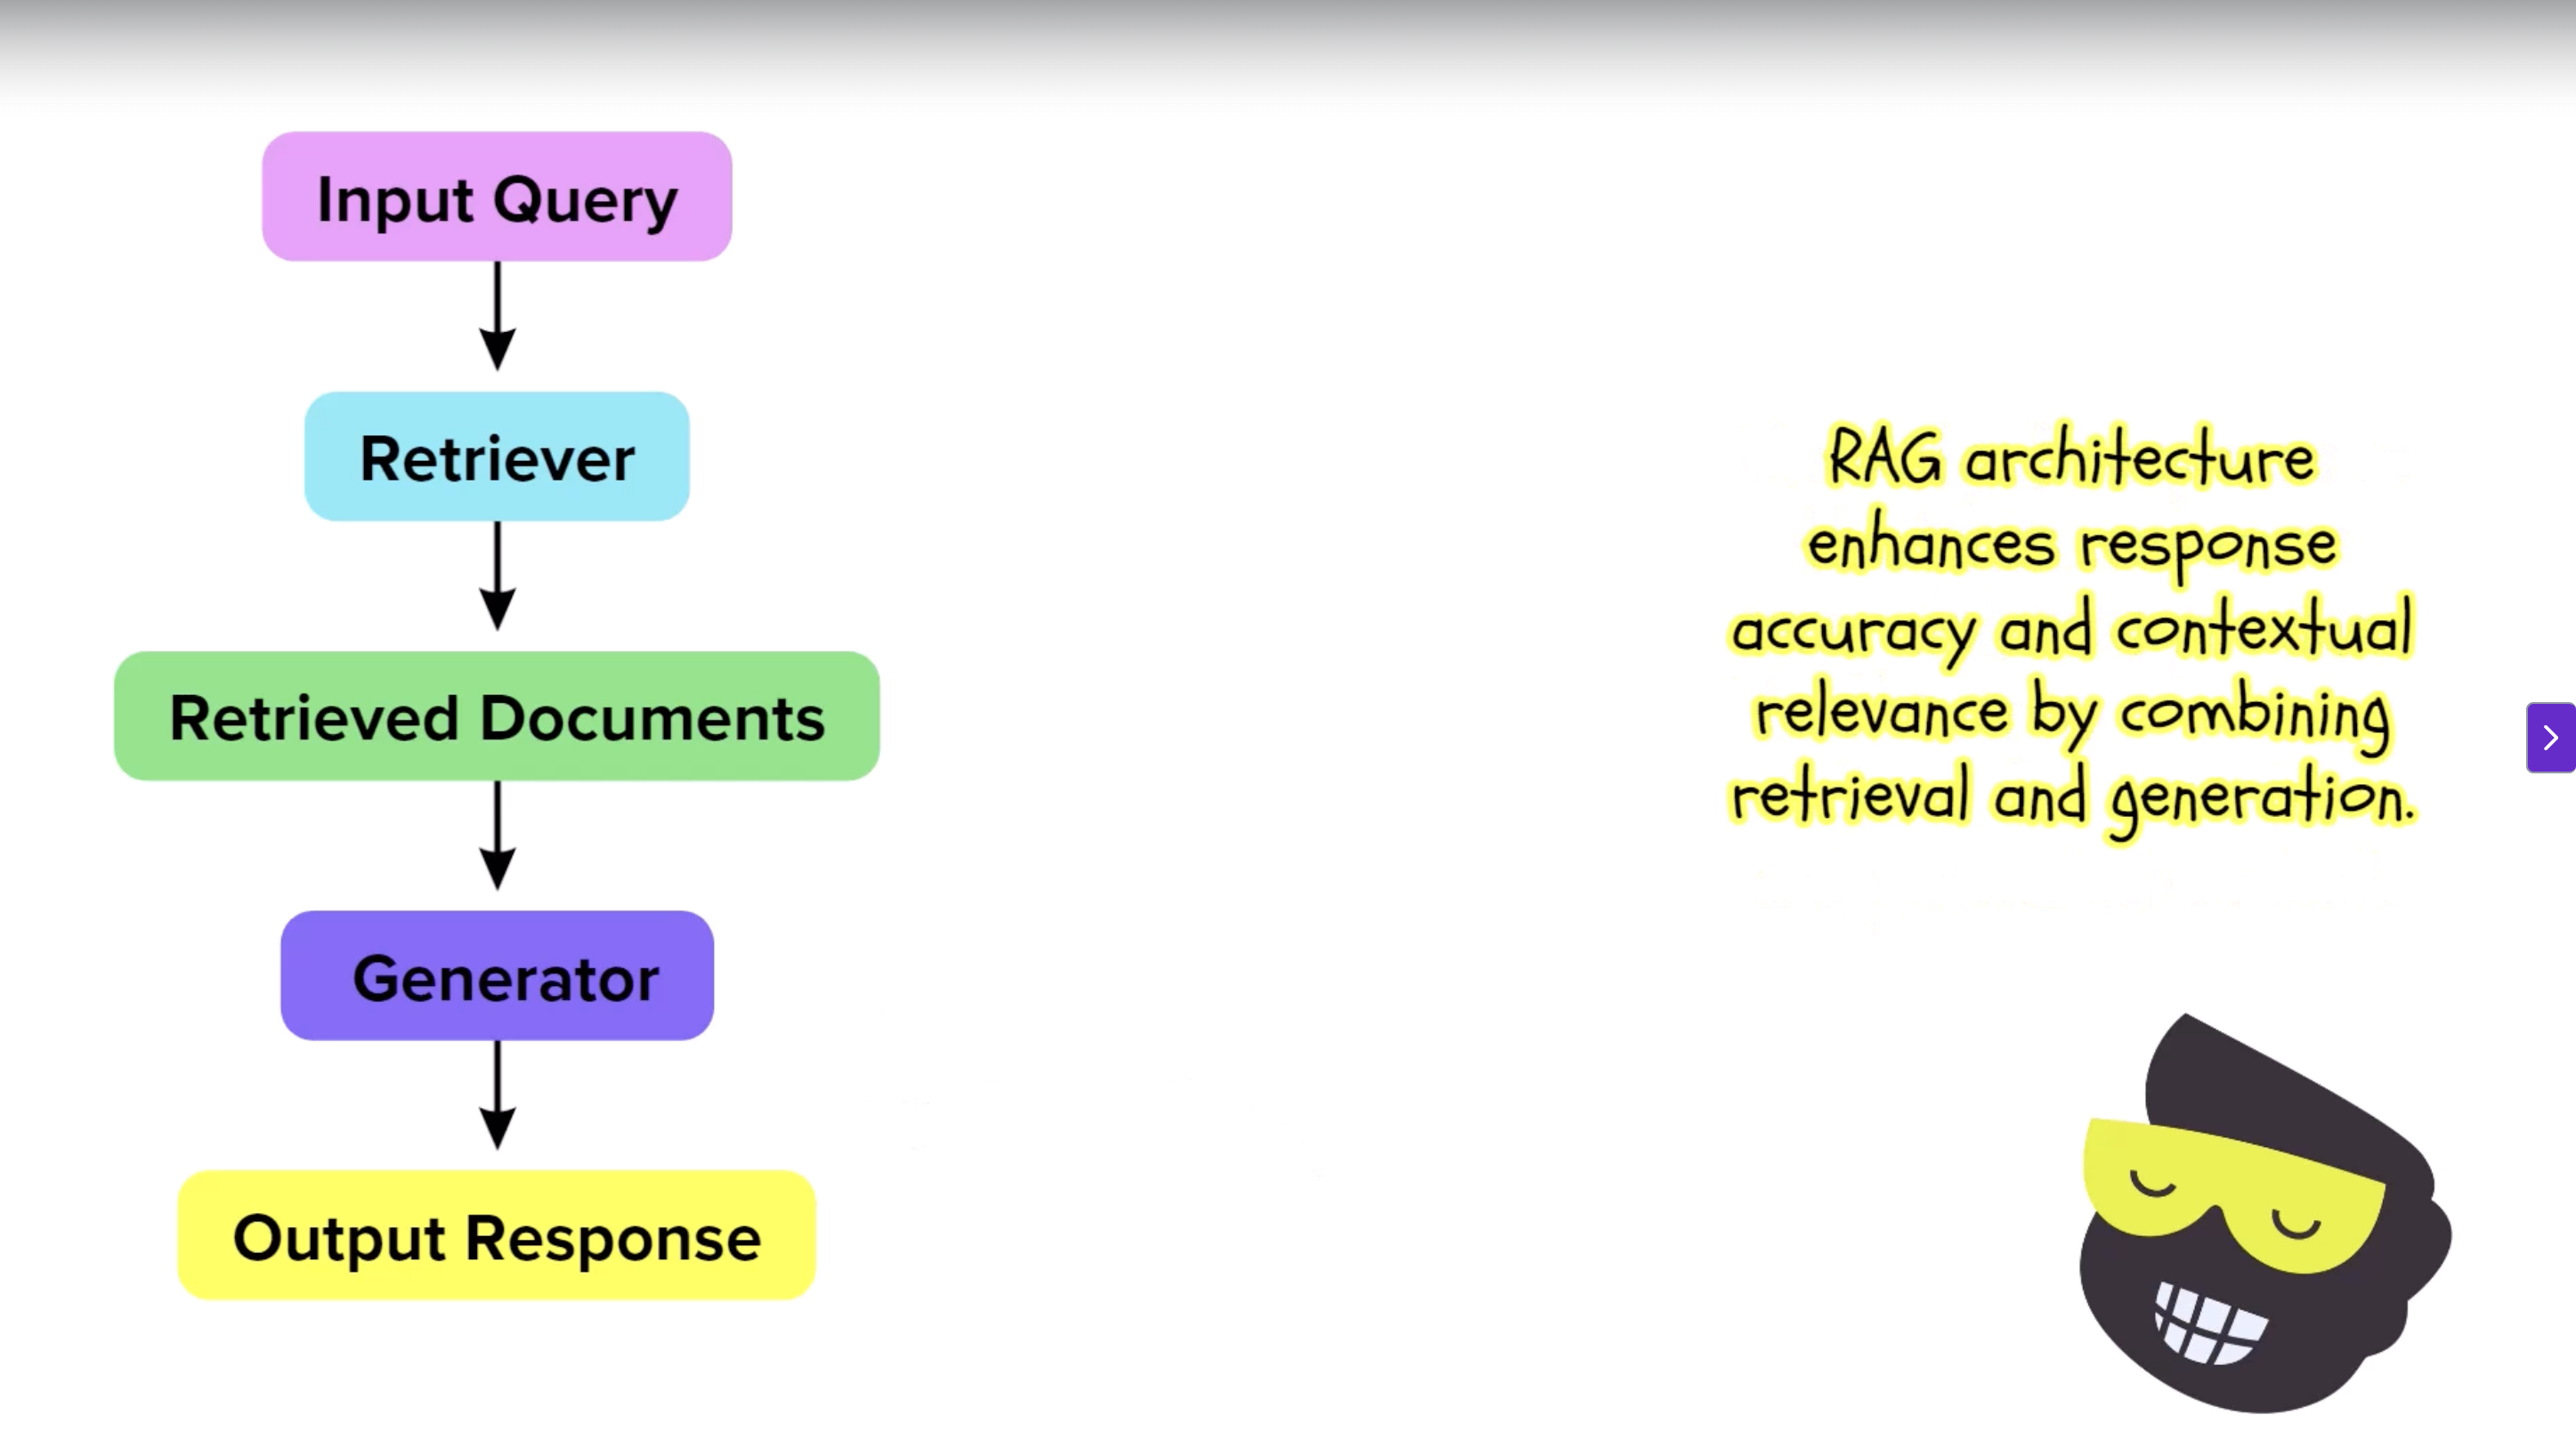 Input Query
Retriever
Retrieved Documents
Generator
Output Response
RAG architecture
enhances response
accuracy and contextual
relevance by combining
retrieval and generation.